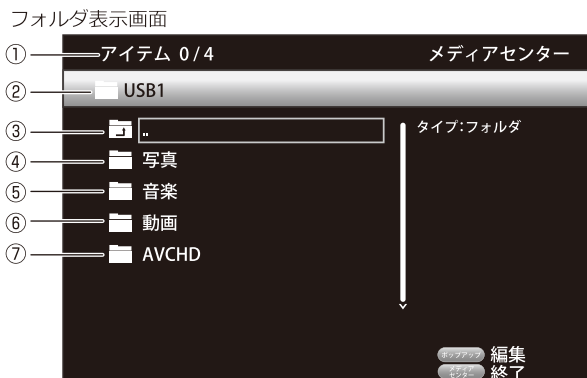 フォルダ表示画面
① アイテム 0/4 メディアセンター
② USB1
③ ..
タイプ:フォルダ
④ 写真
⑤ 音楽
⑥ 動画
⑦ AVCHD
ポップアップ 編集
メディアセンター 終了